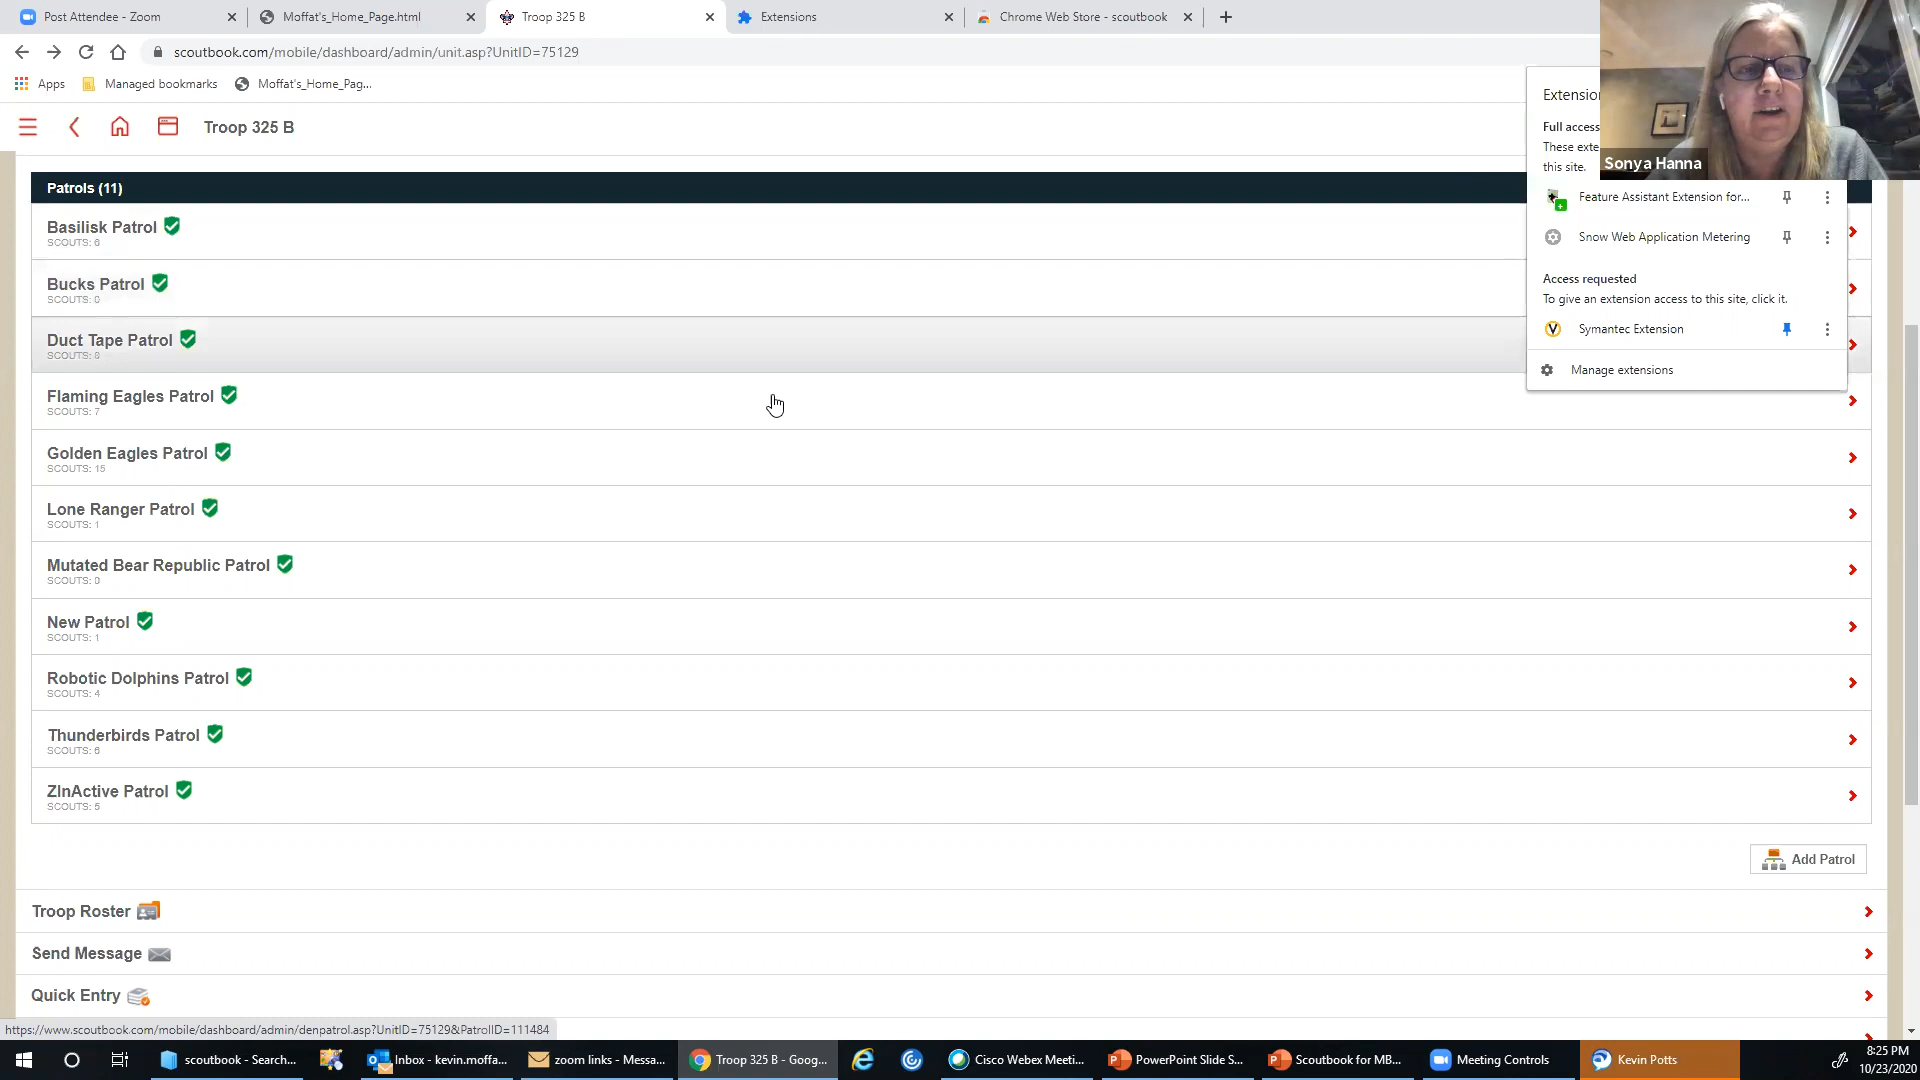 Post Attendee - Zoom
Moffat's_Home_Page.html
Troop 325 B
Extensions
Chrome Web Store - scoutbook
scoutbook.com/mobile/dashboard/admin/unit.asp?UnitID=75129
Apps
Managed bookmarks
Moffat's_Home_Pag...
Troop 325 B
Extension
Full access
These exte
this site.
Sonya Hanna
Feature Assistant Extension for...
Snow Web Application Metering
Access requested
To give an extension access to this site, click it.
Symantec Extension
Manage extensions
Patrols (11)
Basilisk Patrol
SCOUTS: 6
Bucks Patrol
SCOUTS: 0
Duct Tape Patrol
SCOUTS: 8
Flaming Eagles Patrol
SCOUTS: 7
Golden Eagles Patrol
SCOUTS: 15
Lone Ranger Patrol
SCOUTS: 1
Mutated Bear Republic Patrol
SCOUTS: 0
New Patrol
SCOUTS: 1
Robotic Dolphins Patrol
SCOUTS: 4
Thunderbirds Patrol
SCOUTS: 6
ZInActive Patrol
SCOUTS: 5
Add Patrol
Troop Roster
Send Message
Quick Entry
https://www.scoutbook.com/mobile/dashboard/admin/denpatrol.asp?UnitID=75129&PatrolID=111484
scoutbook - Search...
Inbox - kevin.moffa...
zoom links - Messa...
Troop 325 B - Goog...
Cisco Webex Meeti...
PowerPoint Slide S...
Scoutbook for MB...
Meeting Controls
Kevin Potts
8:25 PM
10/23/2020